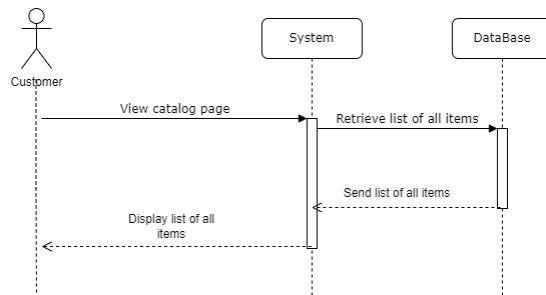 System
DataBase
Customer
View catalog page
Retrieve list of all items
Send list of all items
Display list of all
items